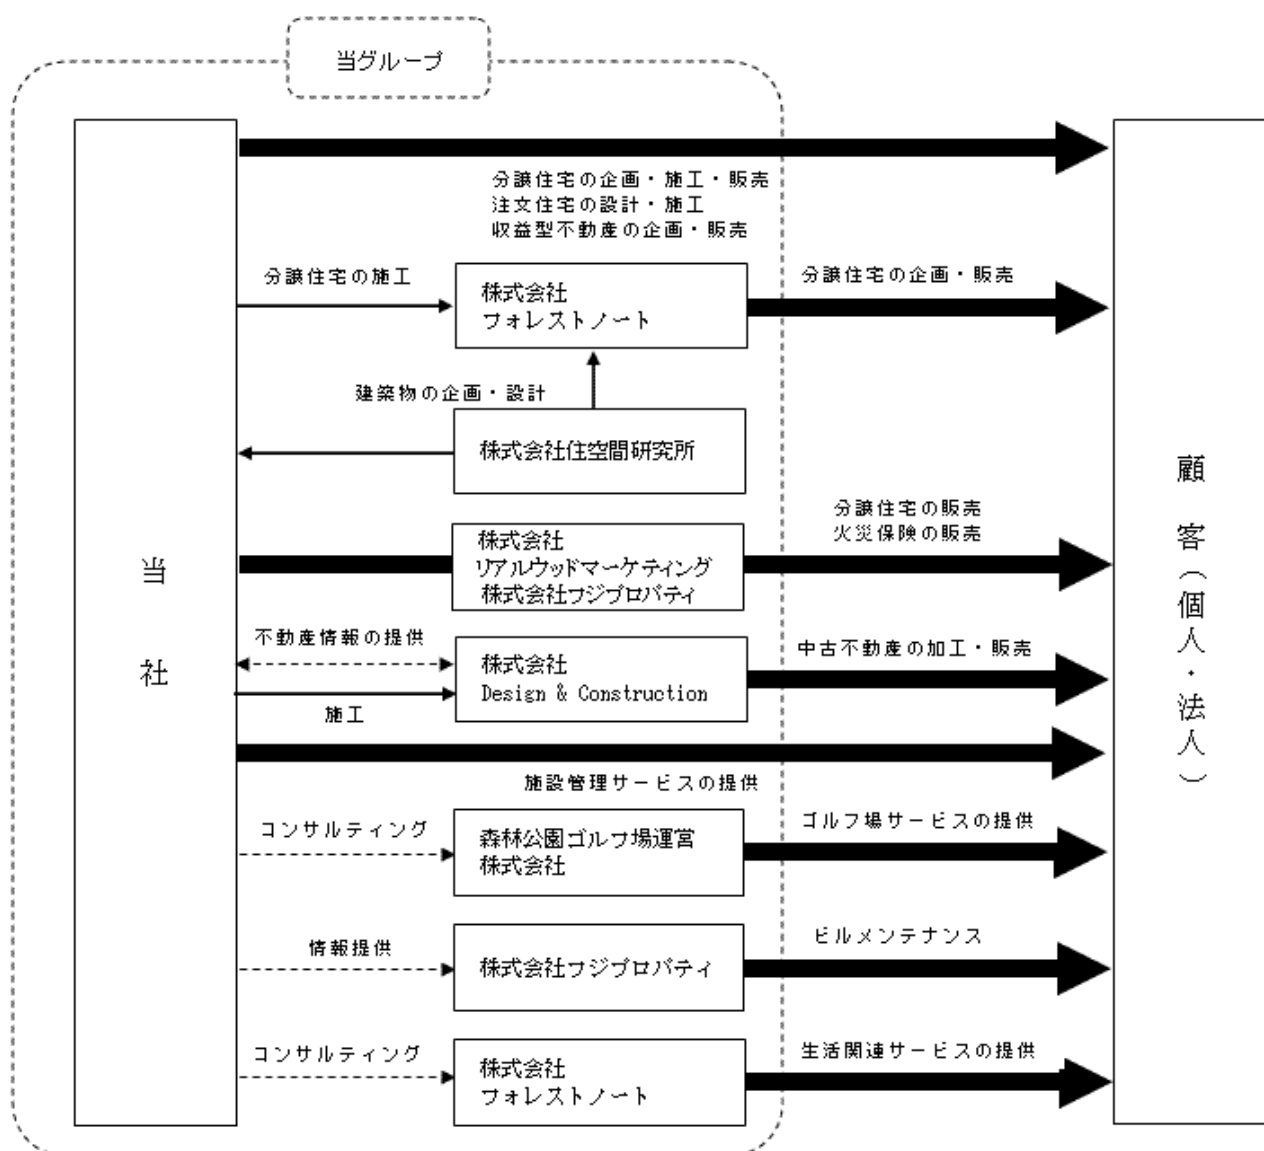 当グループ
分譲住宅の企画・施工・販売
注文住宅の設計・施工
収益型不動産の企画・販売
分譲住宅の施工
株式会社
フォレストノート
分譲住宅の企画・販売
建築物の企画・設計
株式会社住空間研究所
分譲住宅の販売
火災保険の販売
株式会社
リアルウッドマーケティング
株式会社フジプロパティ
当社
顧客(個人・法人)
不動産情報の提供
株式会社
Design & Construction
中古不動産の加工・販売
施工
施設管理サービスの提供
コンサルティング
森林公園ゴルフ場運営
株式会社
ゴルフ場サービスの提供
情報提供
株式会社フジプロパティ
ビルメンテナンス
コンサルティング
株式会社
フォレストノート
生活関連サービスの提供